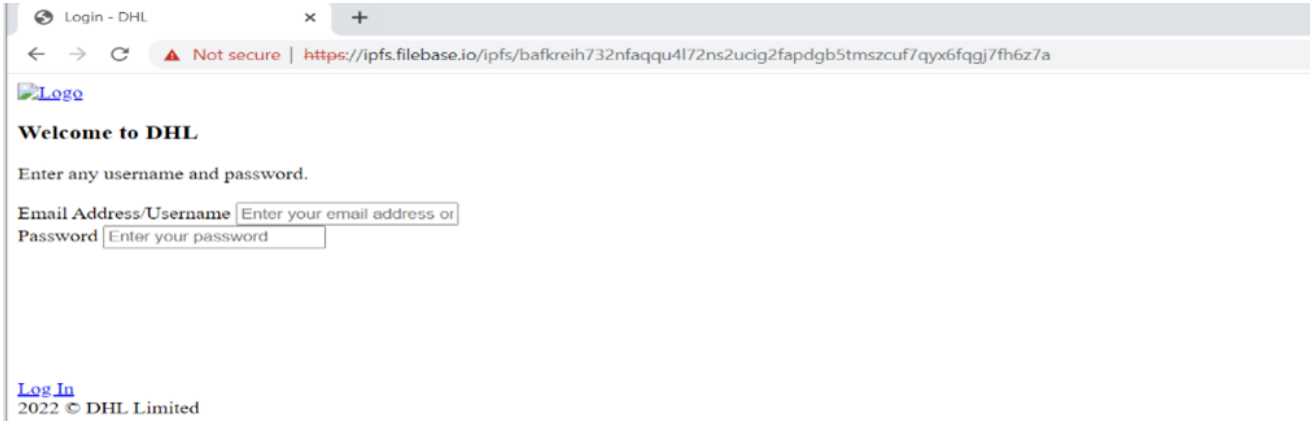 Login - DHL
Not secure | https://ipfs.filebase.io/ipfs/bafkreih732nfaqqu4l72ns2ucig2fapdgb5tmszcuf7qyx6fqgj7fh6z7a
Logo
Welcome to DHL
Enter any username and password.
Email Address/Username Enter your email address or
Password Enter your password
Log In
2022 © DHL Limited